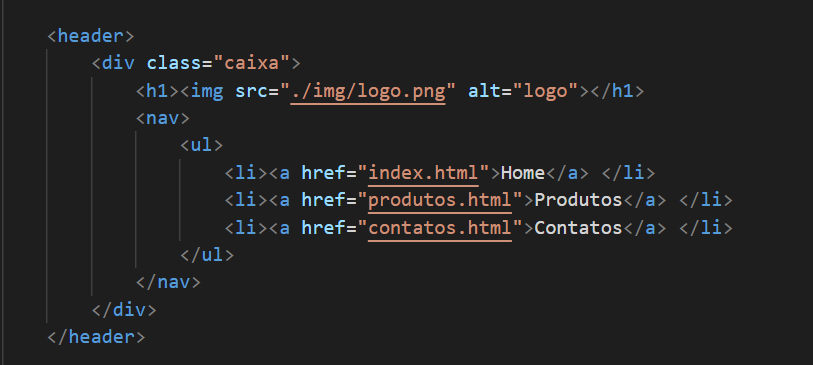 <header>
<div class="caixa">
<h1><img src="./img/logo.png" alt="logo"></h1>
<nav>
<ul>
<li><a href="index.html">Home</a> </li>
<li><a href="produtos.html">Produtos</a> </li>
<li><a href="contatos.html">Contatos</a> </li>
</ul>
</nav>
</div>
</header>